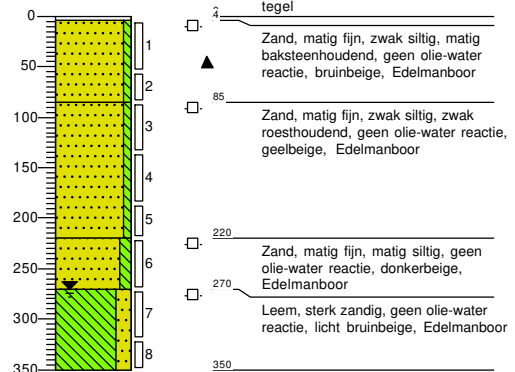 0
50
100
150
200
250
300
350
1
2
3
4
5
6
7
8
4
tegel
Zand, matig fijn, zwak siltig, matig
baksteenhoudend, geen olie-water
reactie, bruinbeige, Edelmanboor
85
Zand, matig fijn, zwak siltig, zwak
roesthoudend, geen olie-water reactie,
geelbeige, Edelmanboor
220
Zand, matig fijn, matig siltig, geen
olie-water reactie, donkerbeige,
Edelmanboor
270
Leem, sterk zandig, geen olie-water
reactie, licht bruinbeige, Edelmanboor
350